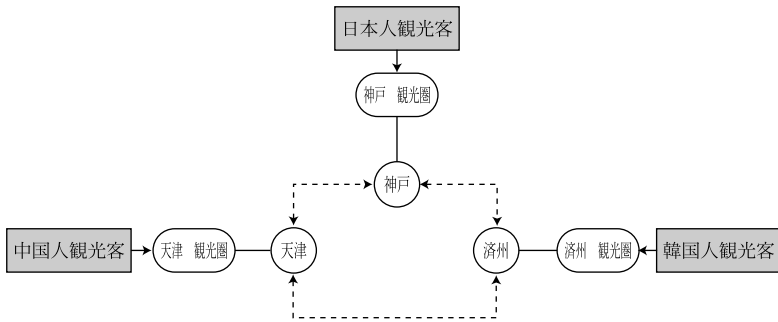 日本人観光客
神戸　観光圏
神戸
中国人観光客
天津　観光圏
天津
済州
済州　観光圏
韓国人観光客